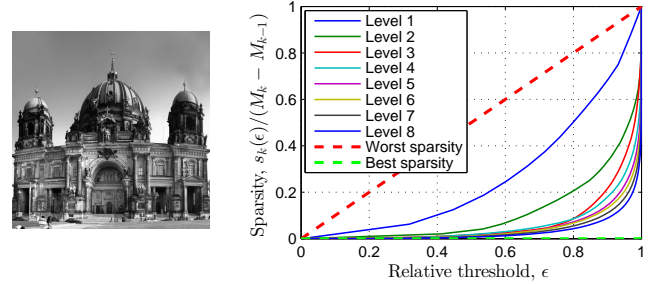 Sparsity, s_k(ϵ)/(M_k − M_{k−1})
1
0.8
0.6
0.4
0.2
0
Level 1
Level 2
Level 3
Level 4
Level 5
Level 6
Level 7
Level 8
Worst sparsity
Best sparsity
0 0.2 0.4 0.6 0.8 1
Relative threshold, ϵ